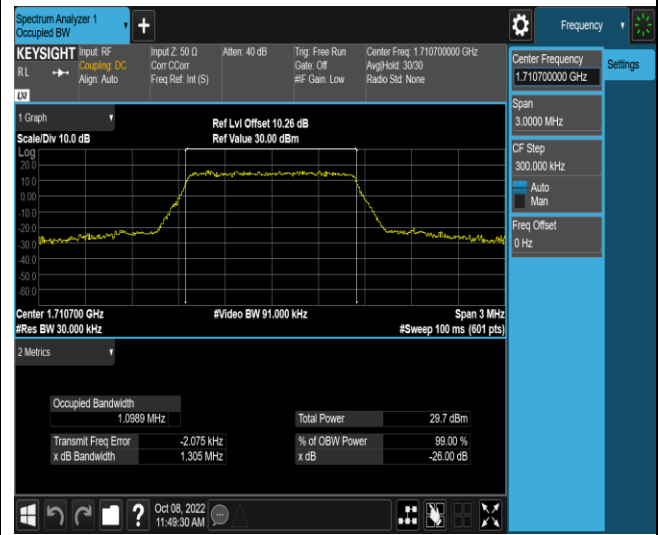 Spectrum Analyzer 1
Occupied BW
Frequency
KEYSIGHT
RL
LXI
Input: RF
Coupling: DC
Align: Auto
Input Z: 50 Ω
Corr CCorr
Freq Ref: Int (S)
Atten: 40 dB
Trig: Free Run
Gate: Off
#IF Gain: Low
Center Freq: 1.710700000 GHz
Avg|Hold: 30/30
Radio Std: None
Center Frequency
1.710700000 GHz
Settings
Span
3.0000 MHz
CF Step
300.000 kHz
Auto
Man
Freq Offset
0 Hz
1 Graph
Scale/Div 10.0 dB
Ref Lvl Offset 10.26 dB
Ref Value 30.00 dBm
Log
20.0
10.0
0.00
-10.0
-20.0
-30.0
-40.0
-50.0
-60.0
Center 1.710700 GHz
#Video BW 91.000 kHz
Span 3 MHz
#Res BW 30.000 kHz
#Sweep 100 ms (601 pts)
2 Metrics
Occupied Bandwidth
1.0989 MHz
Total Power 29.7 dBm
Transmit Freq Error -2.075 kHz
% of OBW Power 99.00 %
x dB Bandwidth 1.305 MHz
x dB -26.00 dB
?
Oct 08, 2022
11:49:30 AM